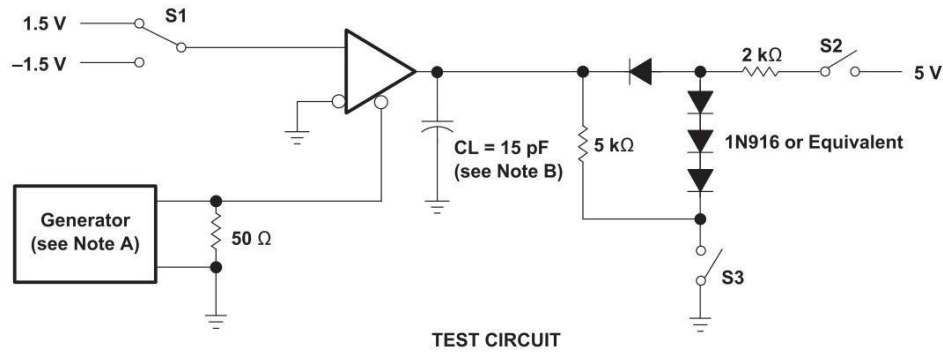 1.5 V
S1
–1.5 V
2 kΩ
S2
5 V
CL = 15 pF
(see Note B)
5 kΩ
1N916 or Equivalent
Generator
(see Note A)
50 Ω
S3
TEST CIRCUIT